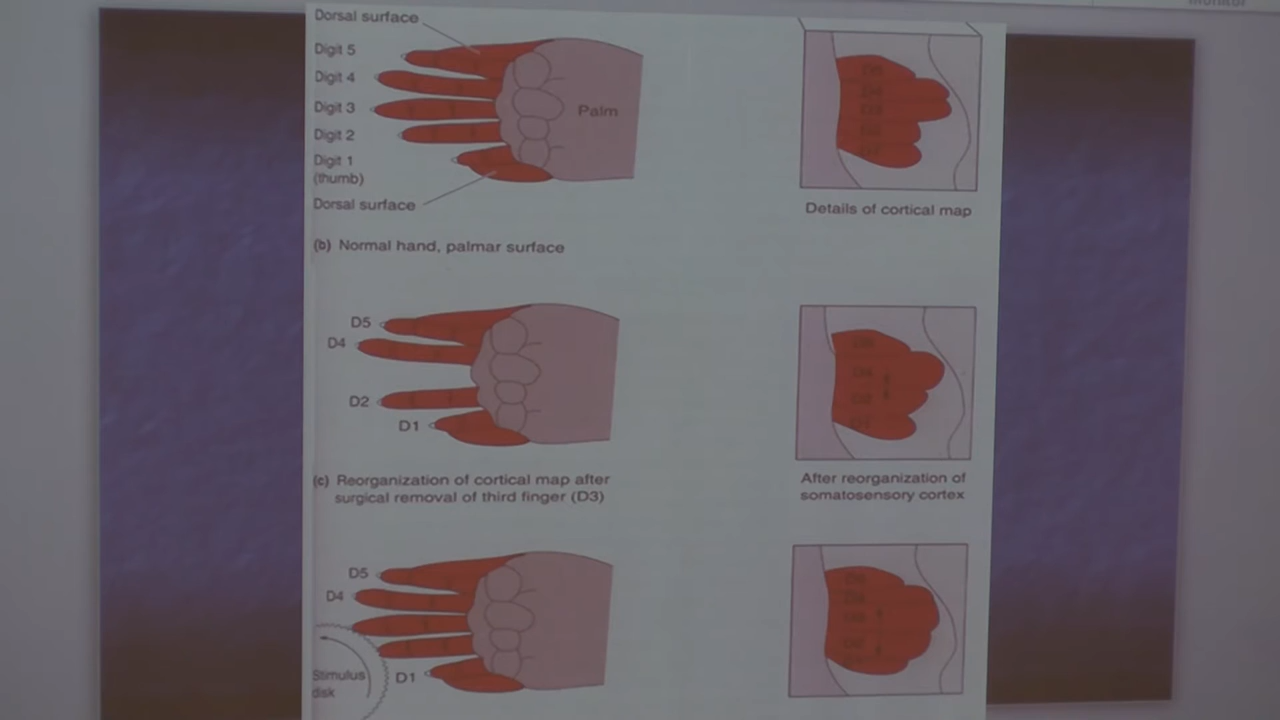 Dorsal surface
Digit 5
Digit 4
Digit 3
Digit 2
Digit 1
(thumb)
Dorsal surface
Palm
Details of cortical map
(b) Normal hand, palmar surface
D5
D4
D2
D1
(c) Reorganization of cortical map after
surgical removal of third finger (D3)
After reorganization of
somatosensory cortex
D5
D4
Stimulus
disk
D1